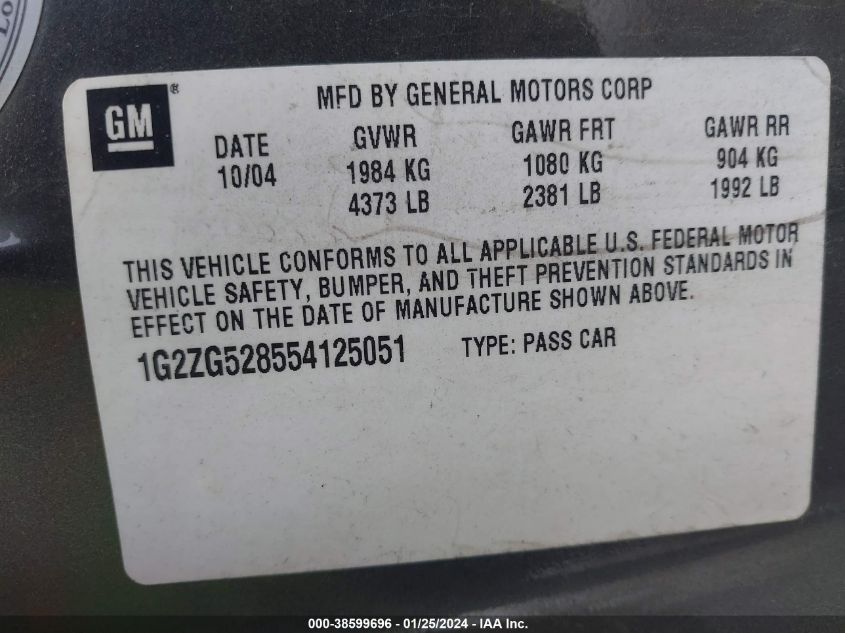 Lo
GM®
MFD BY GENERAL MOTORS CORP
DATE GVWR GAWR FRT GAWR RR
10/04 1984 KG 1080 KG 904 KG
4373 LB 2381 LB 1992 LB
THIS VEHICLE CONFORMS TO ALL APPLICABLE U.S. FEDERAL MOTOR
VEHICLE SAFETY, BUMPER, AND THEFT PREVENTION STANDARDS IN
EFFECT ON THE DATE OF MANUFACTURE SHOWN ABOVE.
1G2ZG528554125051 TYPE: PASS CAR
000-38599696 - 01/25/2024 - IAA Inc.